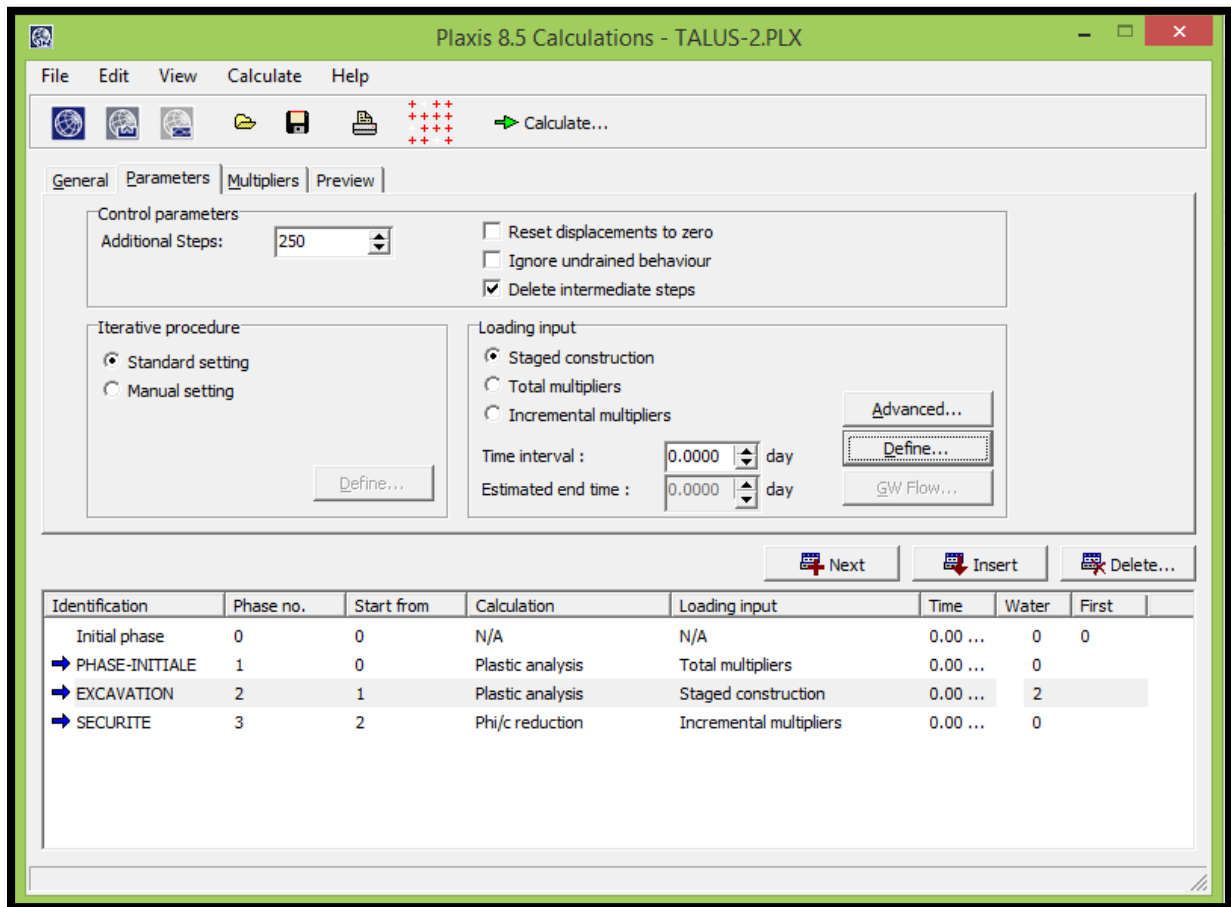 Plaxis 8.5 Calculations - TALUS-2.PLX
File Edit View Calculate Help
Calculate...
General Parameters Multipliers Preview
Control parameters
Additional Steps: 250
Reset displacements to zero
Ignore undrained behaviour
Delete intermediate steps
Iterative procedure
Standard setting
Manual setting
Define...
Loading input
Staged construction
Total multipliers
Incremental multipliers
Advanced...
Time interval : 0.0000 day
Define...
Estimated end time : 0.0000 day
GW Flow...
Next Insert Delete...
Identification Phase no. Start from Calculation Loading input Time Water First
Initial phase 0 0 N/A N/A 0.00 ... 0 0
PHASE-INITIALE 1 0 Plastic analysis Total multipliers 0.00 ... 0
EXCAVATION 2 1 Plastic analysis Staged construction 0.00 ... 2
SECURITE 3 2 Phi/c reduction Incremental multipliers 0.00 ... 0